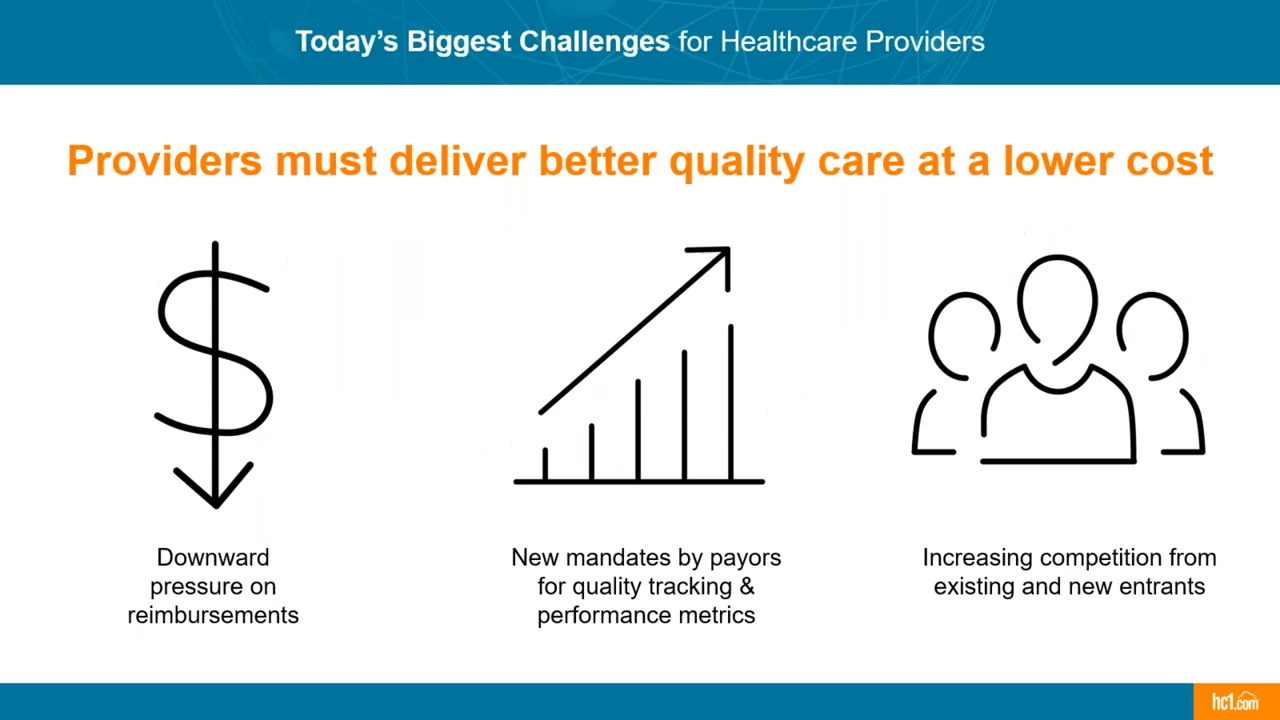 Today's Biggest Challenges for Healthcare Providers
Providers must deliver better quality care at a lower cost
Downward
pressure on
reimbursements
New mandates by payors
for quality tracking &
performance metrics
Increasing competition from
existing and new entrants
hc1.com